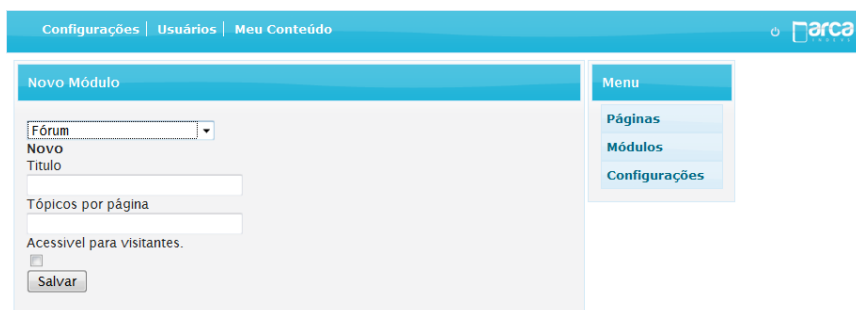 Configurações Usuários Meu Conteúdo
arca
Novo Módulo
Fórum
Novo
Titulo
Tópicos por página
Acessivel para visitantes.
Salvar
Menu
Páginas
Módulos
Configurações